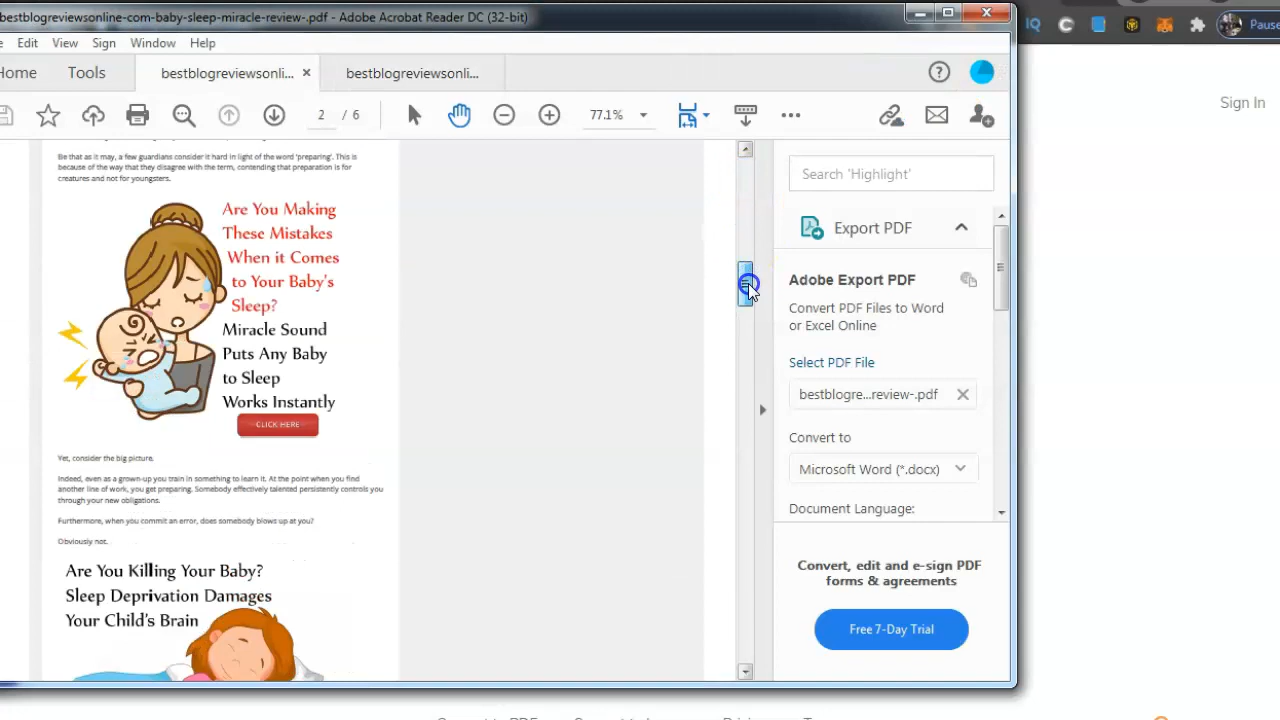 bestblogreviewsonline-com-baby-sleep-miracle-review-.pdf - Adobe Acrobat Reader DC (32-bit)
Edit View Sign Window Help
Home Tools bestblogreviewsonli... × bestblogreviewsonli...
2 / 6 77.1%
Pause
Sign In
Be that as it may, a few guardians consider it hard in light of the word 'preparing'. This is
because of the way that they disagree with the term, contending that preparation is for
creatures and not for youngsters.
Are You Making
These Mistakes
When it Comes
to Your Baby's
Sleep?
Miracle Sound
Puts Any Baby
to Sleep
Works Instantly
CLICK HERE
Yet, consider the big picture.
Indeed, even as a grown-up you train in something to learn it. At the point when you find
another line of work, you get preparing. Somebody effectively talented persistently controls you
through your new obligations.
Furthermore, when you commit an error, does somebody blows up at you?
Obviously not.
Are You Killing Your Baby?
Sleep Deprivation Damages
Your Child's Brain
Search 'Highlight'
Export PDF
Adobe Export PDF
Convert PDF Files to Word
or Excel Online
Select PDF File
bestblogre...review-.pdf
Convert to
Microsoft Word (*.docx)
Document Language:
Convert, edit and e-sign PDF
forms & agreements
Free 7-Day Trial